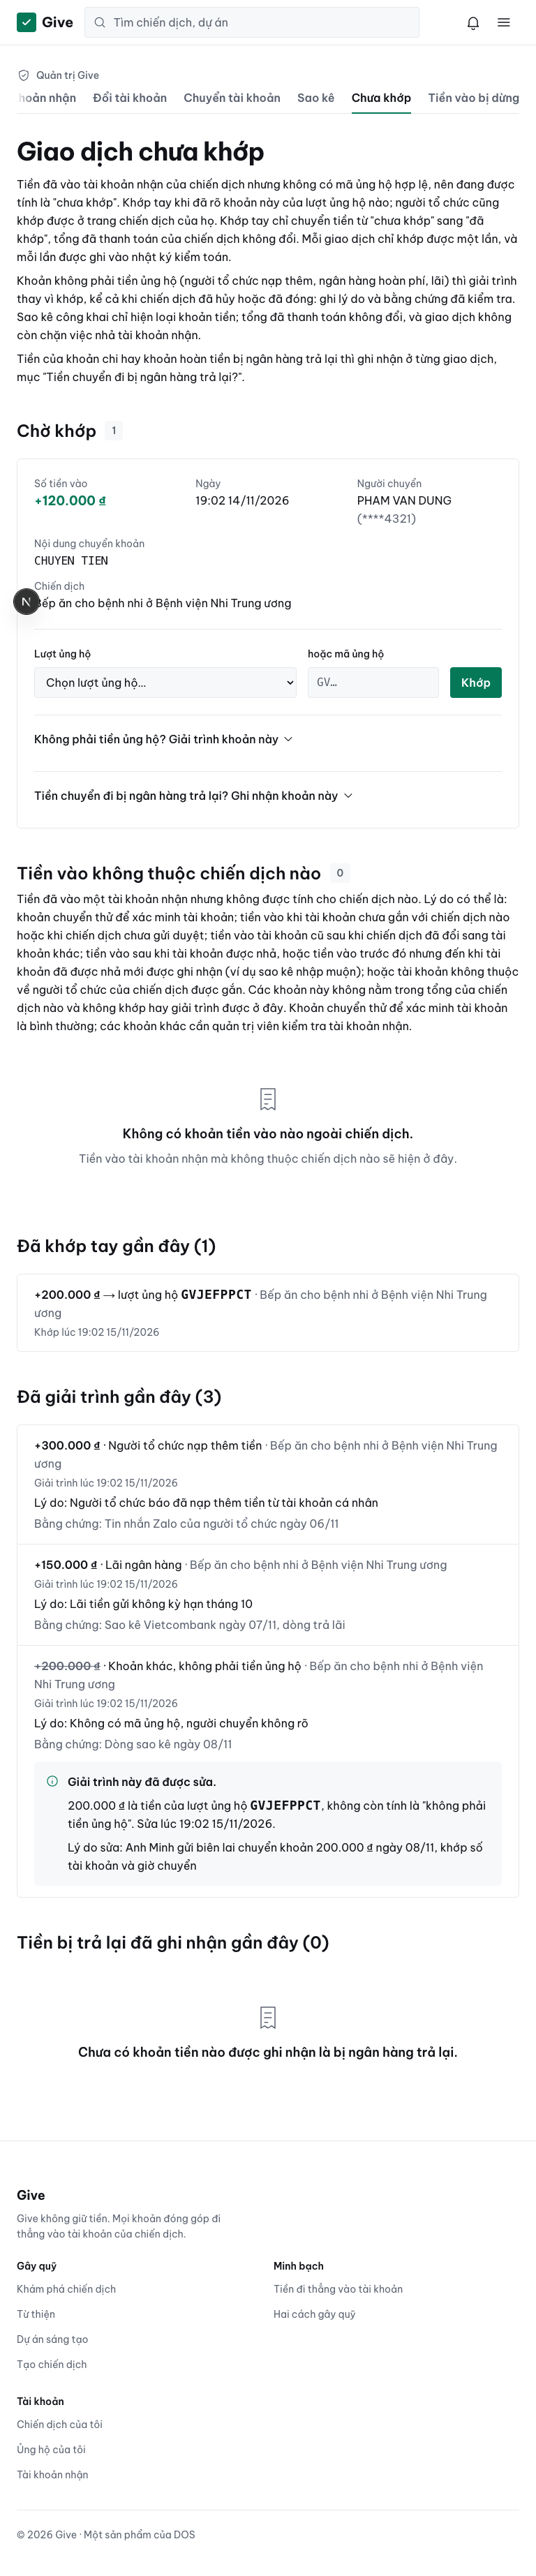 Give
Tìm chiến dịch, dự án
Quản trị Give
hoản nhận
Đổi tài khoản
Chuyển tài khoản
Sao kê
Chưa khớp
Tiền vào bị dừng
Giao dịch chưa khớp
Tiền đã vào tài khoản nhận của chiến dịch nhưng không có mã ủng hộ hợp lệ, nên đang được
tính là "chưa khớp". Khớp tay khi đã rõ khoản này của lượt ủng hộ nào; người tổ chức cũng
khớp được ở trang chiến dịch của họ. Khớp tay chỉ chuyển tiền từ "chưa khớp" sang "đã
khớp", tổng đã thanh toán của chiến dịch không đổi. Mỗi giao dịch chỉ khớp được một lần, và
mỗi lần được ghi vào nhật ký kiểm toán.
Khoản không phải tiền ủng hộ (người tổ chức nạp thêm, ngân hàng hoàn phí, lãi) thì giải trình
thay vì khớp, kể cả khi chiến dịch đã hủy hoặc đã đóng: ghi lý do và bằng chứng đã kiểm tra.
Sao kê công khai chỉ hiện loại khoản tiền; tổng đã thanh toán không đổi, và giao dịch không
còn chặn việc nhả tài khoản nhận.
Tiền của khoản chi hay khoản hoàn tiền bị ngân hàng trả lại thì ghi nhận ở từng giao dịch,
mục "Tiền chuyển đi bị ngân hàng trả lại?".
Chờ khớp 1
Số tiền vào
Ngày
Người chuyển
+120.000 ₫
19:02 14/11/2026
PHAM VAN DUNG
(****4321)
Nội dung chuyển khoản
CHUYEN TIEN
Chiến dịch
Bếp ăn cho bệnh nhi ở Bệnh viện Nhi Trung ương
N
Lượt ủng hộ
hoặc mã ủng hộ
Chọn lượt ủng hộ…
GV…
Khớp
Không phải tiền ủng hộ? Giải trình khoản này
Tiền chuyển đi bị ngân hàng trả lại? Ghi nhận khoản này
Tiền vào không thuộc chiến dịch nào 0
Tiền đã vào một tài khoản nhận nhưng không được tính cho chiến dịch nào. Lý do có thể là:
khoản chuyển thử để xác minh tài khoản; tiền vào khi tài khoản chưa gắn với chiến dịch nào
hoặc khi chiến dịch chưa gửi duyệt; tiền vào tài khoản cũ sau khi chiến dịch đã đổi sang tài
khoản khác; tiền vào sau khi tài khoản được nhả, hoặc tiền vào trước đó nhưng đến khi tài
khoản đã được nhả mới được ghi nhận (ví dụ sao kê nhập muộn); hoặc tài khoản không thuộc
về người tổ chức của chiến dịch được gắn. Các khoản này không nằm trong tổng của chiến
dịch nào và không khớp hay giải trình được ở đây. Khoản chuyển thử để xác minh tài khoản
là bình thường; các khoản khác cần quản trị viên kiểm tra tài khoản nhận.
Không có khoản tiền vào nào ngoài chiến dịch.
Tiền vào tài khoản nhận mà không thuộc chiến dịch nào sẽ hiện ở đây.
Đã khớp tay gần đây (1)
+200.000 ₫ → lượt ủng hộ GVJEFPPCT · Bếp ăn cho bệnh nhi ở Bệnh viện Nhi Trung
ương
Khớp lúc 19:02 15/11/2026
Đã giải trình gần đây (3)
+300.000 ₫ · Người tổ chức nạp thêm tiền · Bếp ăn cho bệnh nhi ở Bệnh viện Nhi Trung
ương
Giải trình lúc 19:02 15/11/2026
Lý do: Người tổ chức báo đã nạp thêm tiền từ tài khoản cá nhân
Bằng chứng: Tin nhắn Zalo của người tổ chức ngày 06/11
+150.000 ₫ · Lãi ngân hàng · Bếp ăn cho bệnh nhi ở Bệnh viện Nhi Trung ương
Giải trình lúc 19:02 15/11/2026
Lý do: Lãi tiền gửi không kỳ hạn tháng 10
Bằng chứng: Sao kê Vietcombank ngày 07/11, dòng trả lãi
+200.000 ₫ · Khoản khác, không phải tiền ủng hộ · Bếp ăn cho bệnh nhi ở Bệnh viện
Nhi Trung ương
Giải trình lúc 19:02 15/11/2026
Lý do: Không có mã ủng hộ, người chuyển không rõ
Bằng chứng: Dòng sao kê ngày 08/11
Giải trình này đã được sửa.
200.000 ₫ là tiền của lượt ủng hộ GVJEFPPCT, không còn tính là "không phải
tiền ủng hộ". Sửa lúc 19:02 15/11/2026.
Lý do sửa: Anh Minh gửi biên lai chuyển khoản 200.000 ₫ ngày 08/11, khớp số
tài khoản và giờ chuyển
Tiền bị trả lại đã ghi nhận gần đây (0)
Chưa có khoản tiền nào được ghi nhận là bị ngân hàng trả lại.
Give
Give không giữ tiền. Mọi khoản đóng góp đi
thẳng vào tài khoản của chiến dịch.
Gây quỹ
Minh bạch
Khám phá chiến dịch
Tiền đi thẳng vào tài khoản
Từ thiện
Hai cách gây quỹ
Dự án sáng tạo
Tạo chiến dịch
Tài khoản
Chiến dịch của tôi
Ủng hộ của tôi
Tài khoản nhận
© 2026 Give · Một sản phẩm của DOS